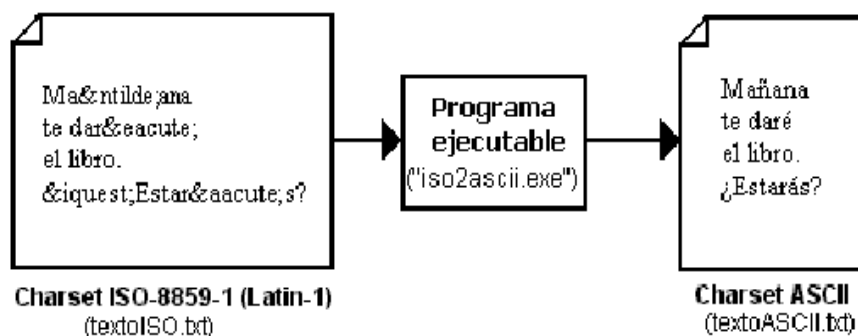 Ma&ntilde;ana
te dar&eacute;
el libro.
&iquest;Estar&aacute;s?
Charset ISO-8859-1 (Latin-1)
(textoISO.txt)
Programa
ejecutable
("iso2ascii.exe")
Mañana
te daré
el libro.
¿Estarás?
Charset ASCII
(textoASCII.txt)